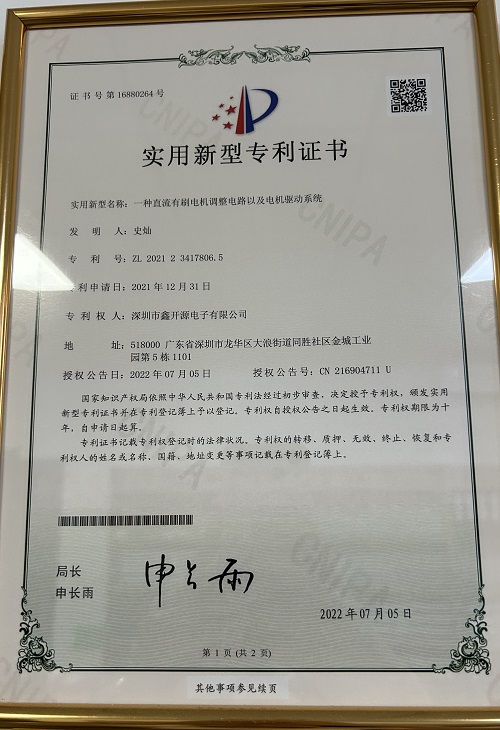 证书号第16880264号
实用新型专利证书
实用新型名称：一种直流有刷电机调整电路以及电机驱动系统
发明人：史灿
专利号：ZL 2021 2 3417806.5
专利申请日：2021年12月31日
专利权人：深圳市鑫开源电子有限公司
地址：518000 广东省深圳市龙华区大浪街道同胜社区金城工业
园第5栋1101
授权公告日：2022年07月05日 授权公告号：CN 216904711 U
国家知识产权局依照中华人民共和国专利法经过初步审查，决定授予专利权，颁发实用
新型专利证书并在专利登记簿上予以登记。专利权自授权公告之日起生效。专利权期限为十
年，自申请日起算。
专利证书记载专利权登记时的法律状况。专利权的转移、质押、无效、终止、恢复和专
利权人的姓名或名称、国籍、地址变更等事项记载在专利登记簿上。
局长
申长雨
申长雨
2022年07月05日
第 1 页 (共 2 页)
其他事项参见续页
CNIPA
CNIPA
CNIPA
CNIPA